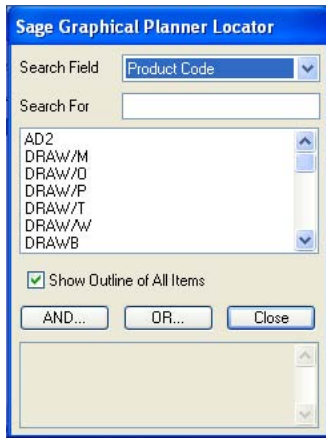 Sage Graphical Planner Locator
Search Field Product Code
Search For
AD2
DRAW/M
DRAW/O
DRAW/P
DRAW/T
DRAW/W
DRAWB
Show Outline of All Items
AND... OR... Close